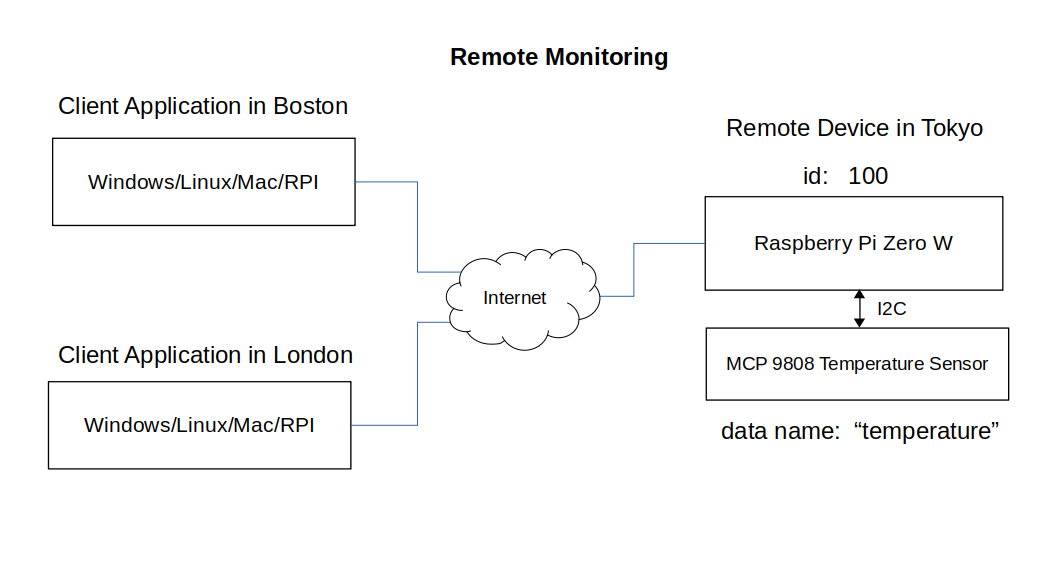 Remote Monitoring
Client Application in Boston
Windows/Linux/Mac/RPI
Remote Device in Tokyo
id: 100
Raspberry Pi Zero W
Internet
I2C
Client Application in London
Windows/Linux/Mac/RPI
MCP 9808 Temperature Sensor
data name: “temperature”